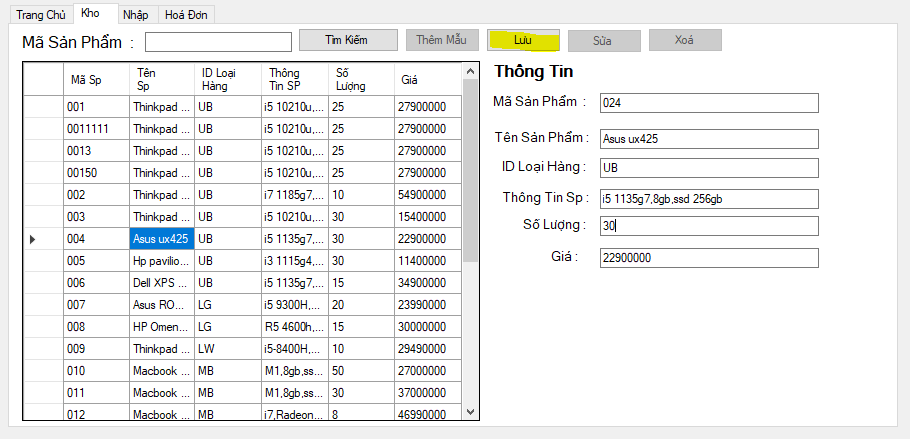 Trang Chủ Kho Nhập Hoá Đơn
Mã Sản Phẩm : Tìm Kiếm Thêm Mẫu Lưu Sửa Xoá
Mã Sp Tên Sp ID Loại Hàng Thông Tin SP Số Lượng Giá
001 Thinkpad ... UB i5 10210u,... 25 27900000
0011111 Thinkpad ... UB i5 10210u,... 25 27900000
0013 Thinkpad ... UB i5 10210u,... 25 27900000
00150 Thinkpad ... UB i5 10210u,... 25 27900000
002 Thinkpad ... UB i7 1185g7,... 10 54900000
003 Thinkpad ... UB i5 10210u,... 30 15400000
004 Asus ux425 UB i5 1135g7,... 30 22900000
005 Hp pavilio... UB i3 1115g4,... 30 11400000
006 Dell XPS ... UB i5 1135g7,... 15 34900000
007 Asus RO... LG i5 9300H,... 20 23990000
008 HP Omen... LG R5 4600h,... 15 30000000
009 Thinkpad ... LW i5-8400H,... 10 29490000
010 Macbook ... MB M1,8gb,ss... 50 27000000
011 Macbook ... MB M1,8gb,ss... 30 37000000
012 Macbook ... MB i7,Radeon... 8 46990000
Thông Tin
Mã Sản Phẩm : 024
Tên Sản Phẩm : Asus ux425
ID Loại Hàng : UB
Thông Tin Sp : i5 1135g7,8gb,ssd 256gb
Số Lượng : 30
Giá : 22900000